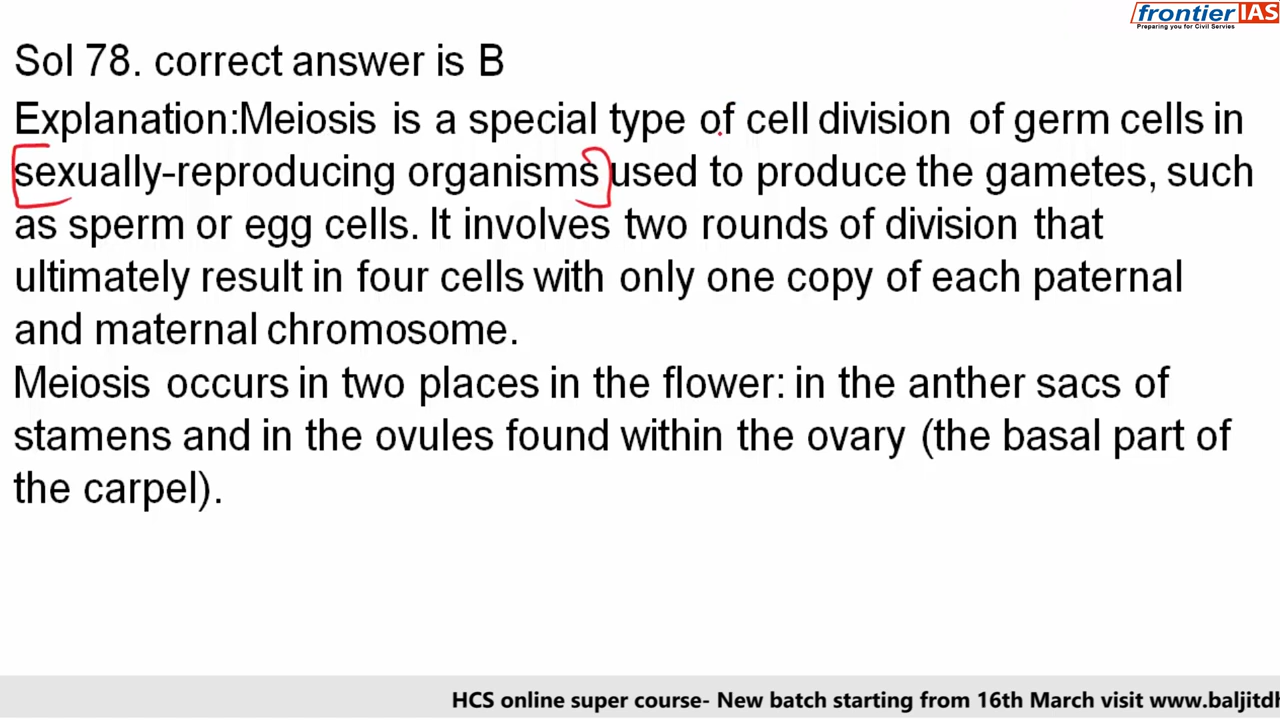 frontier IAS
Preparing you for Civil Servies
Sol 78. correct answer is B
Explanation:Meiosis is a special type of cell division of germ cells in
sexually-reproducing organisms used to produce the gametes, such
as sperm or egg cells. It involves two rounds of division that
ultimately result in four cells with only one copy of each paternal
and maternal chromosome.
Meiosis occurs in two places in the flower: in the anther sacs of
stamens and in the ovules found within the ovary (the basal part of
the carpel).
HCS online super course- New batch starting from 16th March visit